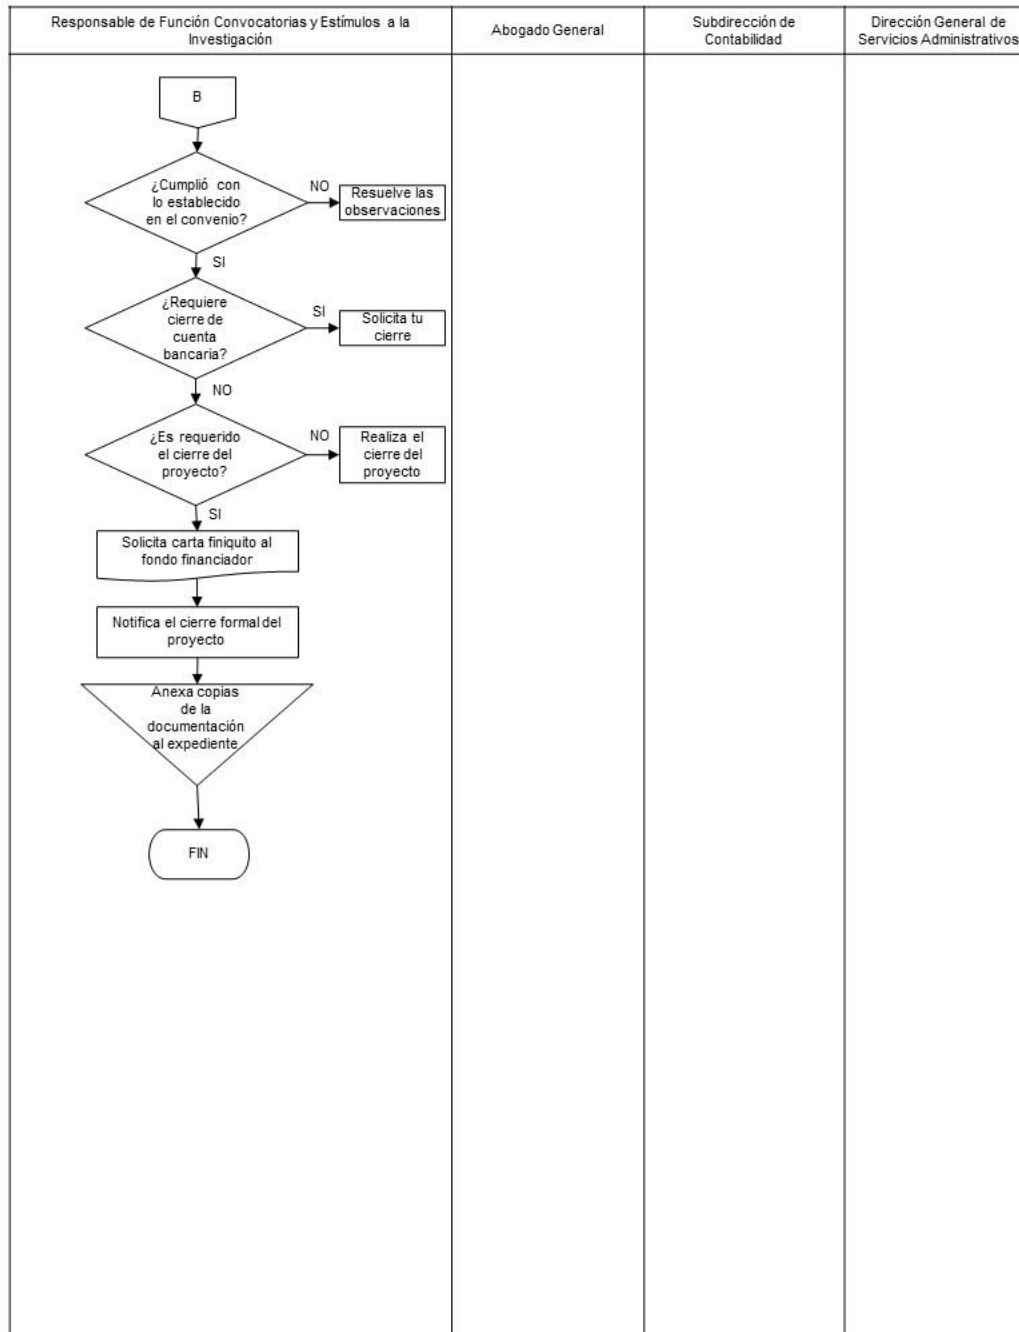 Responsable de Función Convocatorias y Estímulos a la
Investigación
Abogado General
Subdirección de
Contabilidad
Dirección General de
Servicios Administrativos
B
¿Cumplió con
lo establecido
en el convenio?
NO
Resuelve las
observaciones
SI
¿Requiere
cierre de
cuenta
bancaria?
SI
Solicita tu
cierre
NO
¿Es requerido
el cierre del
proyecto?
NO
Realiza el
cierre del
proyecto
SI
Solicita carta finiquito al
fondo financiador
Notifica el cierre formal del
proyecto
Anexa copias
de la
documentación
al expediente
FIN